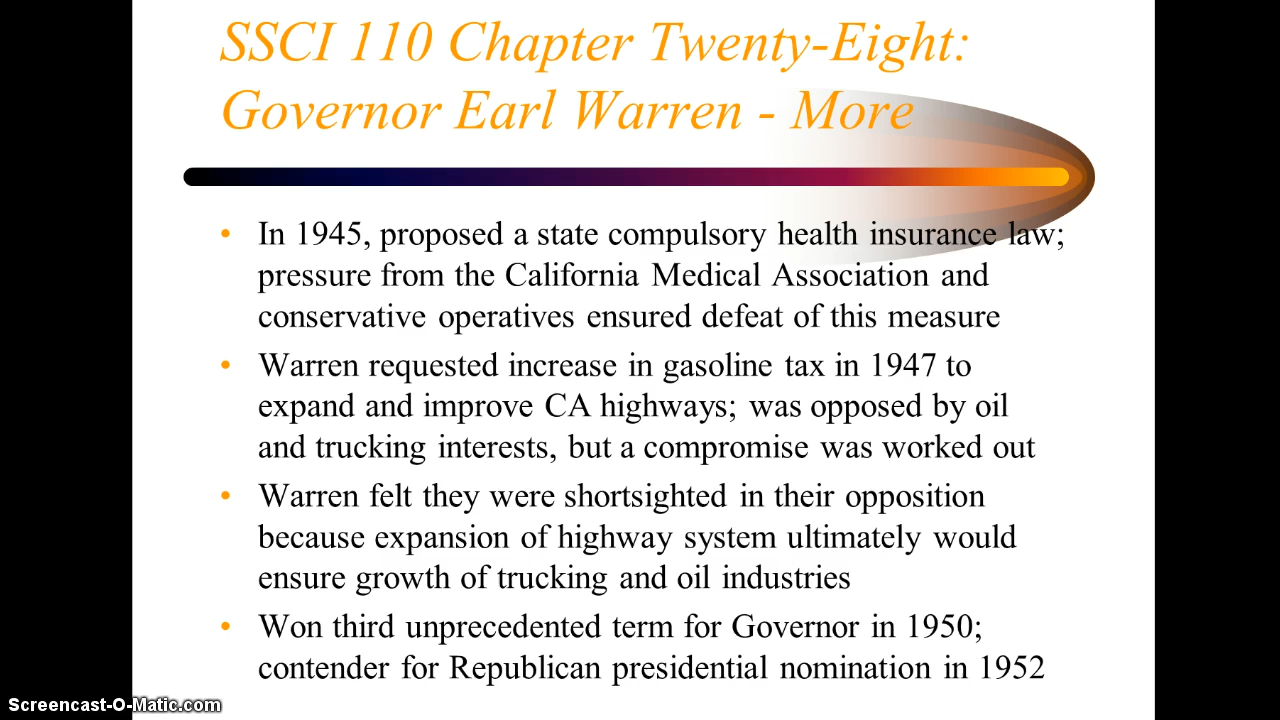 SSCI 110 Chapter Twenty-Eight:
Governor Earl Warren - More
• In 1945, proposed a state compulsory health insurance law;
pressure from the California Medical Association and
conservative operatives ensured defeat of this measure
• Warren requested increase in gasoline tax in 1947 to
expand and improve CA highways; was opposed by oil
and trucking interests, but a compromise was worked out
• Warren felt they were shortsighted in their opposition
because expansion of highway system ultimately would
ensure growth of trucking and oil industries
• Won third unprecedented term for Governor in 1950;
contender for Republican presidential nomination in 1952
Screencast-O-Matic.com